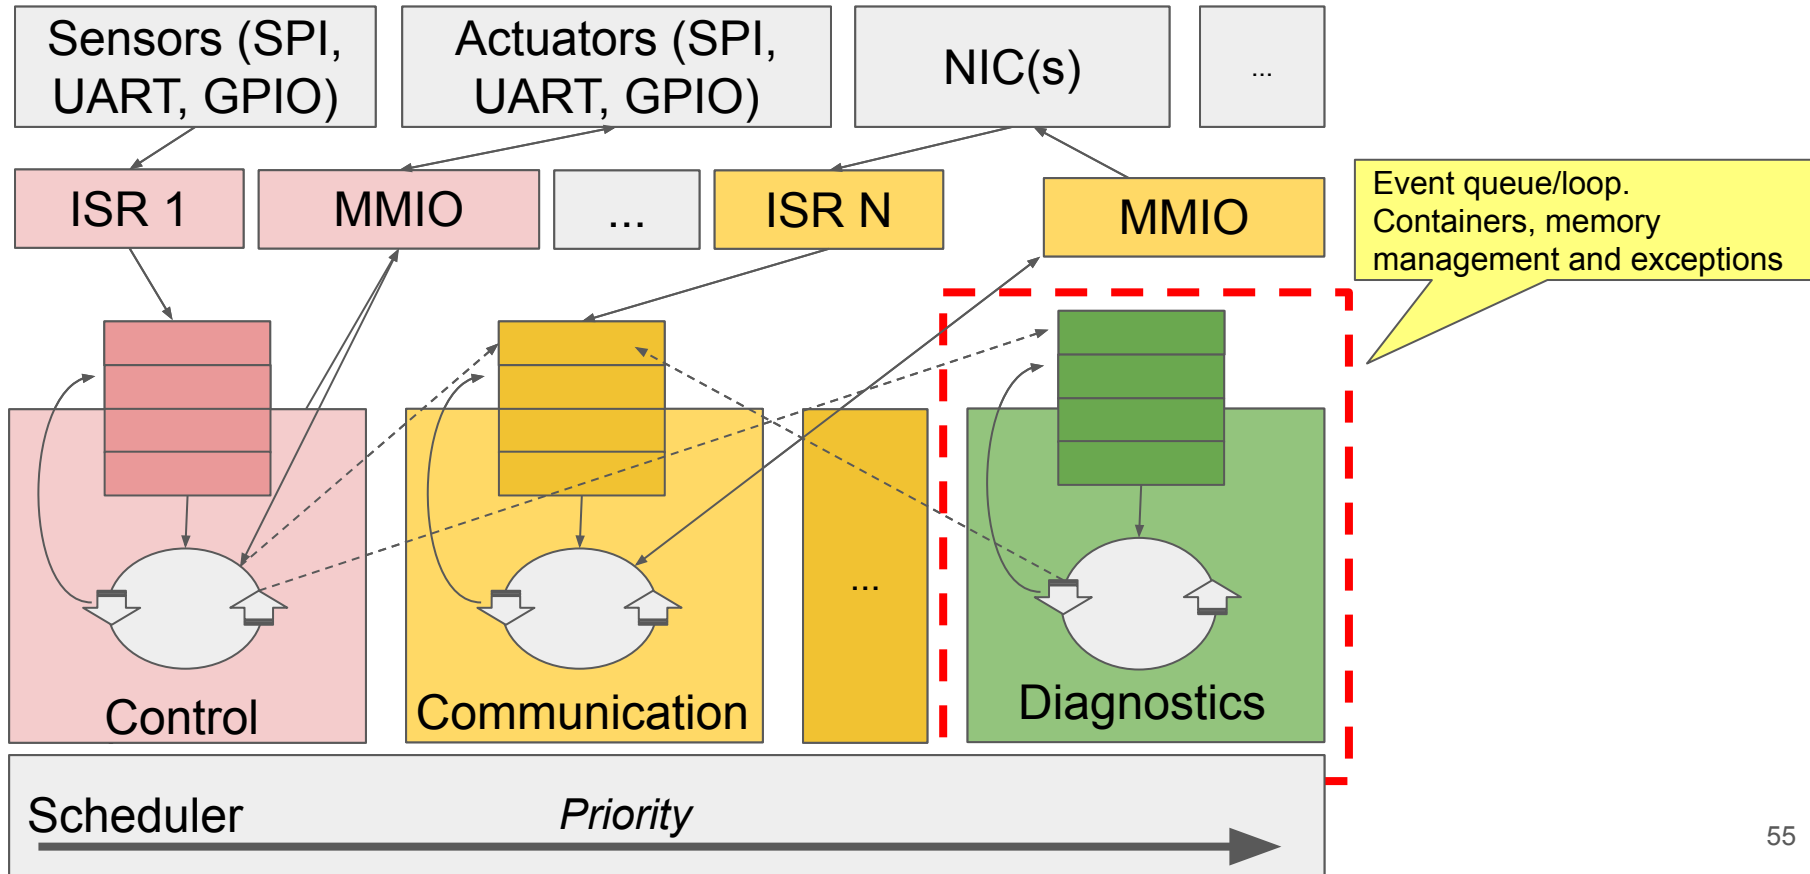 Sensors (SPI,
UART, GPIO)
Actuators (SPI,
UART, GPIO)
NIC(s)
...
ISR 1
MMIO
...
ISR N
MMIO
Event queue/loop.
Containers, memory
management and exceptions
...
Control
Communication
Diagnostics
Scheduler
Priority
55